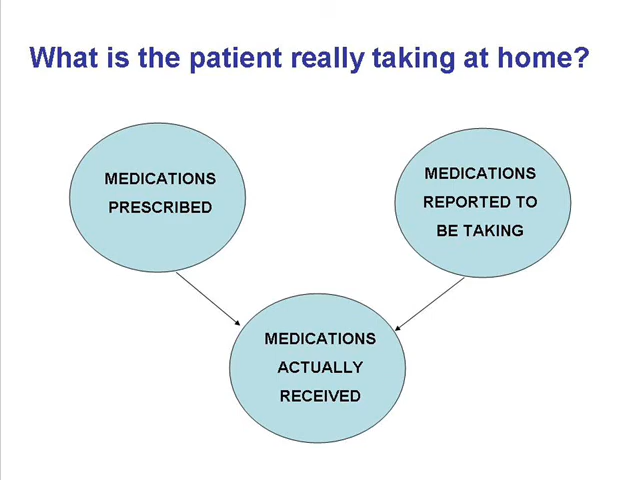 What is the patient really taking at home?
MEDICATIONS
PRESCRIBED
MEDICATIONS
REPORTED TO
BE TAKING
MEDICATIONS
ACTUALLY
RECEIVED